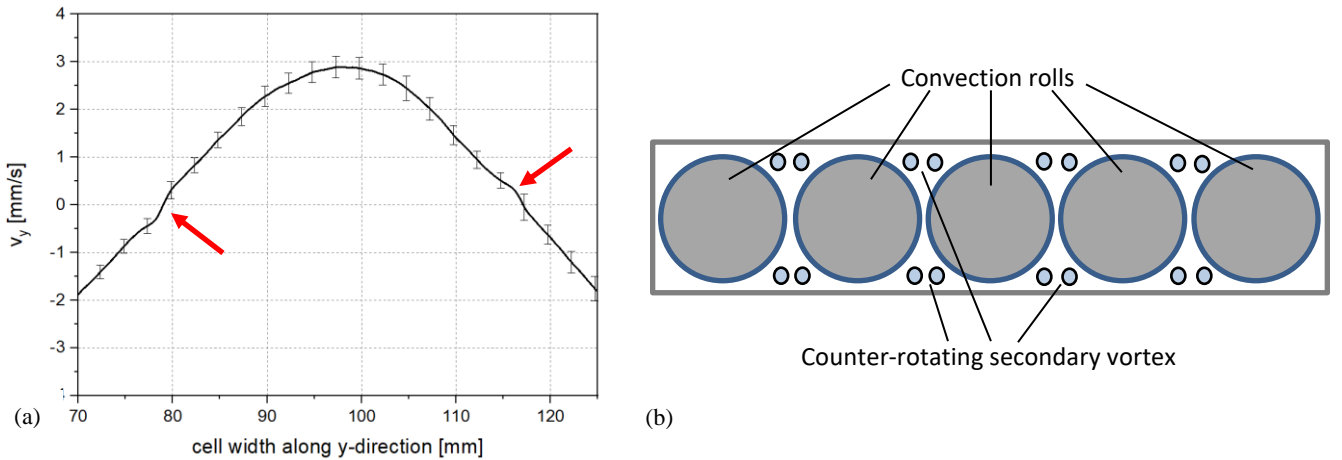 4
3
2
1
0
-1
-2
-3
v_y [mm/s]
70 80 90 100 110 120
cell width along y-direction [mm]
(a)
Convection rolls
Counter-rotating secondary vortex
(b)